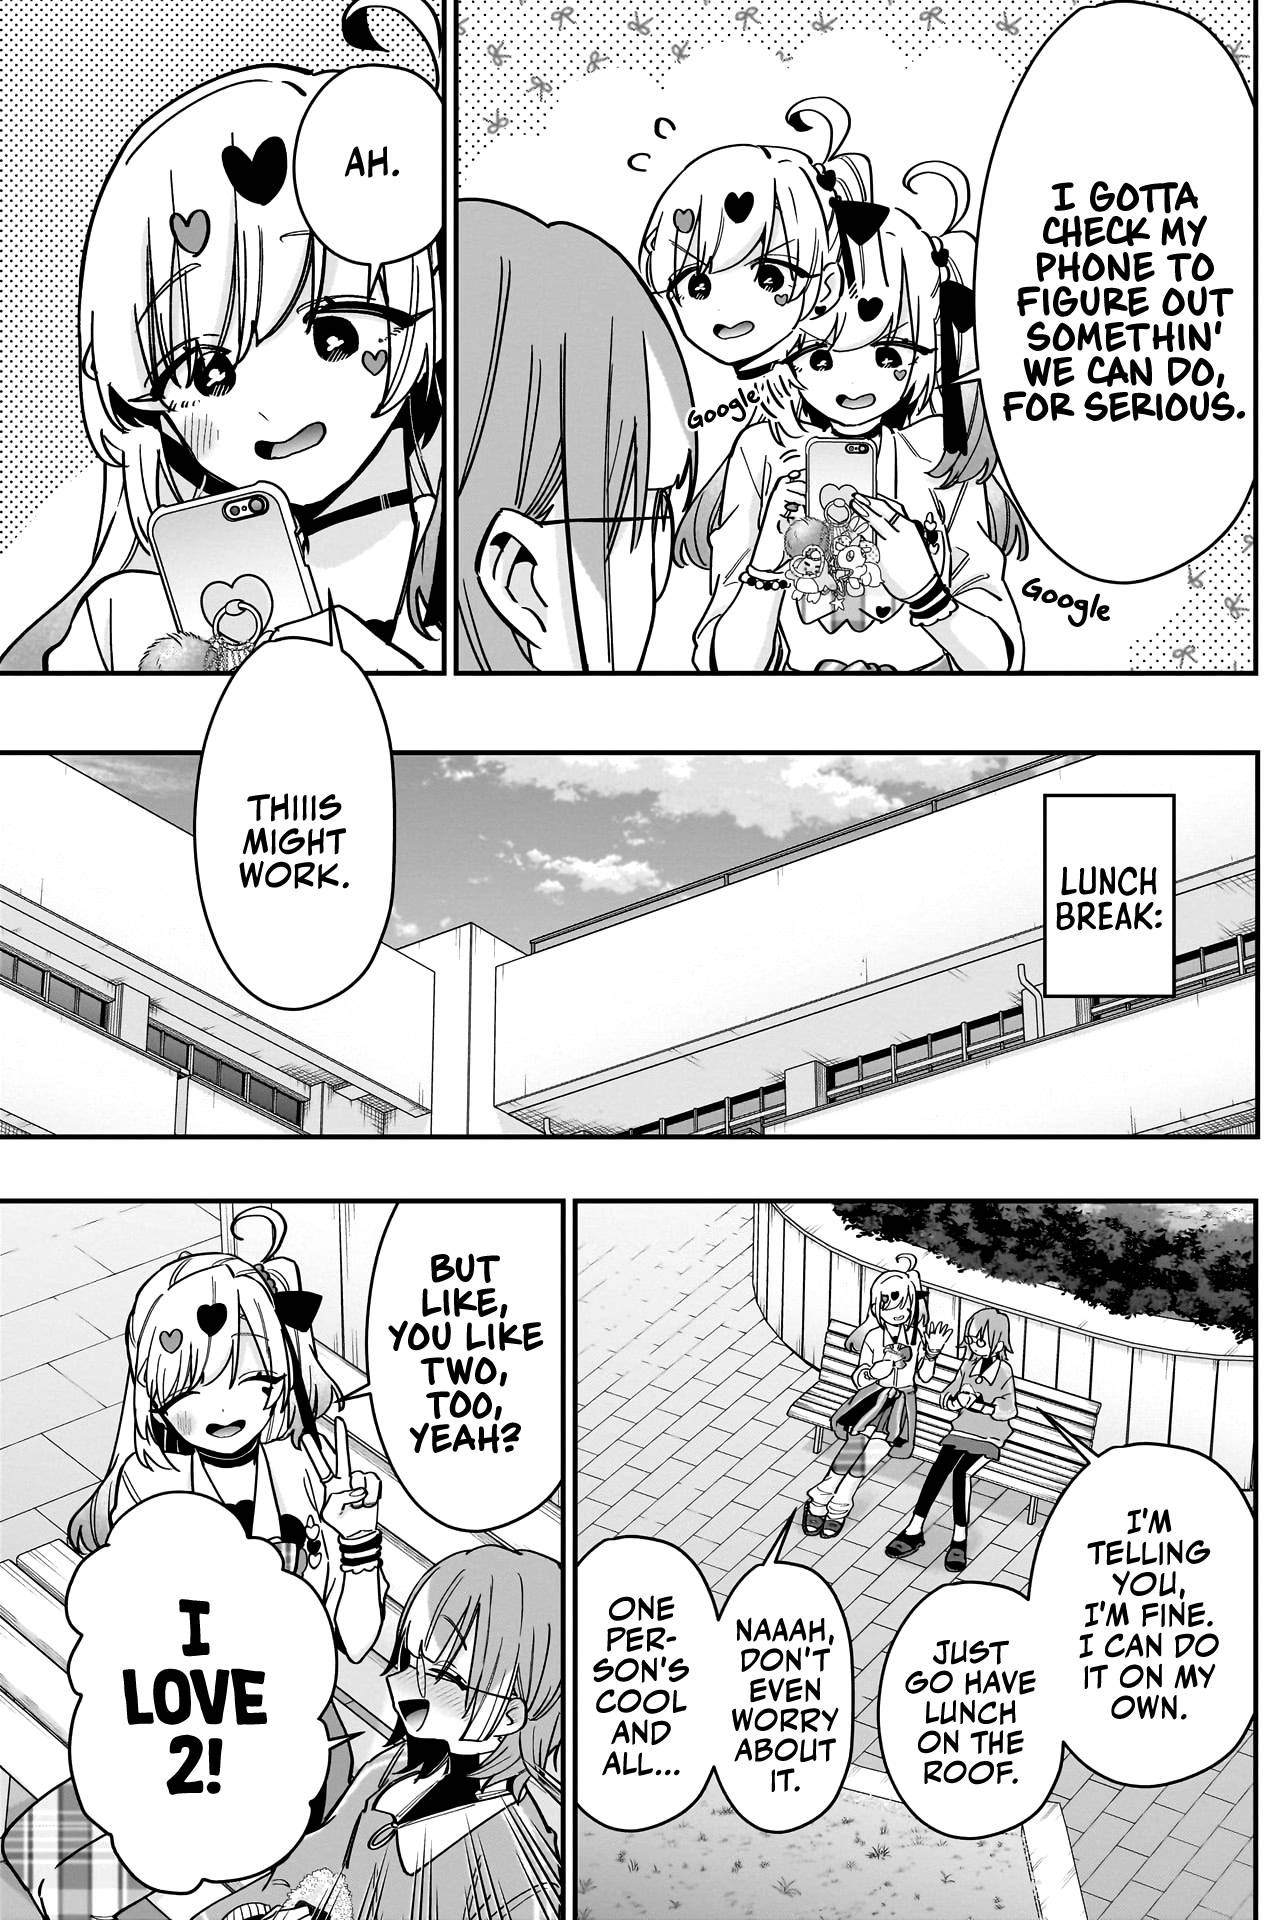 I GOTTA
CHECK MY
PHONE TO
FIGURE OUT
SOMETHIN'
WE CAN DO,
FOR SERIOUS.
Google
Google
AH.
THIIIS
MIGHT
WORK.
LUNCH
BREAK:
I'M
TELLING
YOU,
I'M FINE.
I CAN DO
IT ON MY
OWN.
JUST
GO HAVE
LUNCH
ON THE
ROOF.
NAAAH,
DON'T
EVEN
WORRY
ABOUT
IT.
ONE
PER-
SON'S
COOL
AND
ALL...
BUT
LIKE,
YOU LIKE
TWO,
TOO,
YEAH?
I
LOVE
2!